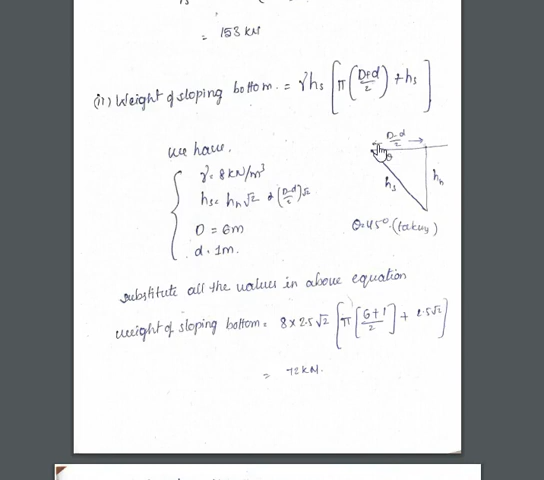 = 153 kN
(ii) Weight of sloping bottom. = γhs [π(D+d/2) + hs]
we have.
γ = 8 kN/m³
hs = hn√2 = (D-d/2)√2
D = 6m
d = 1m.
D-d/2
θ
hs
hn
θ=45° (taking)
substitute all the values in above equation
weight of sloping bottom = 8 x 2.5√2 [π[6+1/2] + 2.5√2]
= 72 kN.